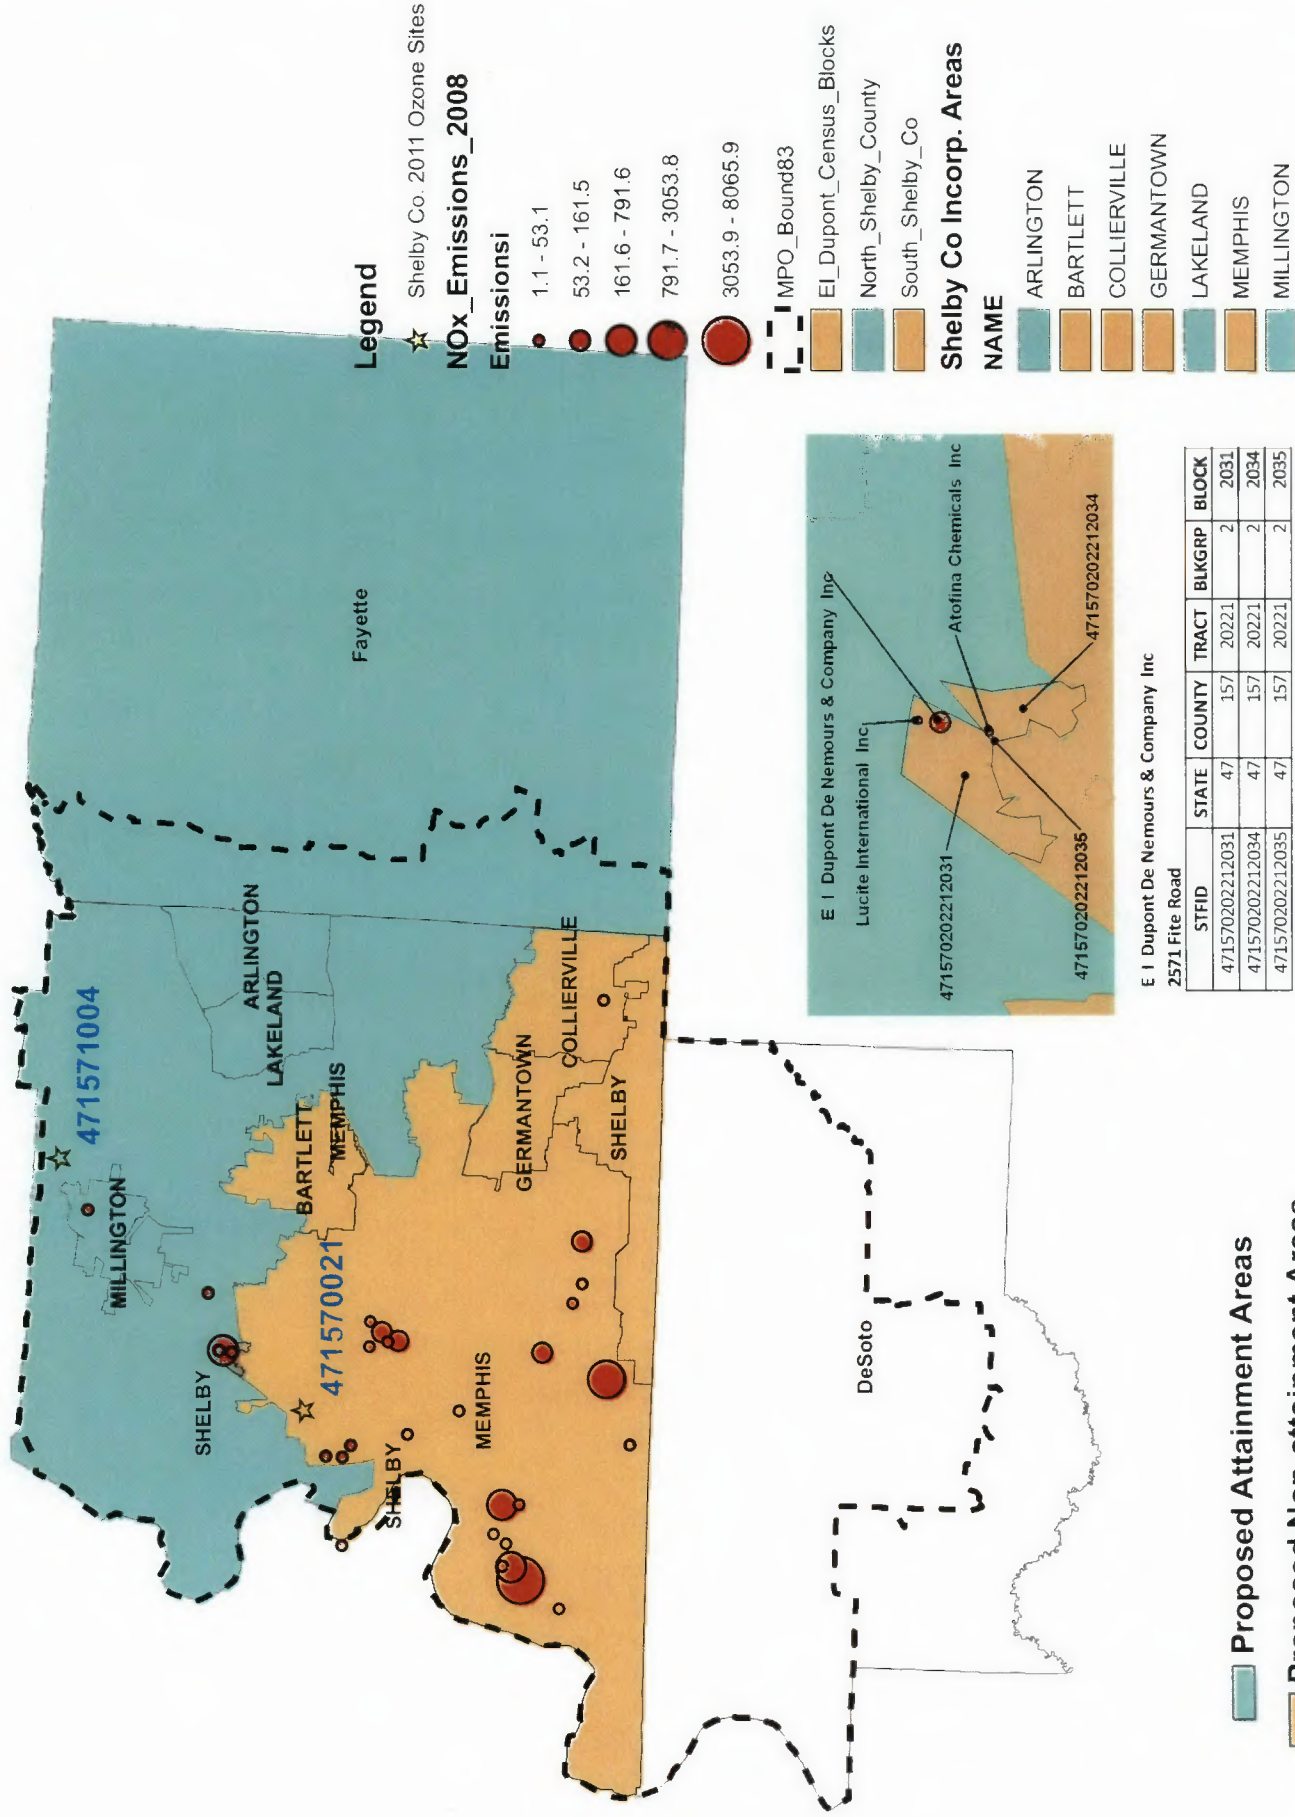 Legend
Shelby Co. 2011 Ozone Sites
NOx_Emissions_2008
Emissionsi
1.1 - 53.1
53.2 - 161.5
161.6 - 791.6
791.7 - 3053.8
3053.9 - 8065.9
MPO_Bound83
EI_Dupont_Census_Blocks
North_Shelby_County
South_Shelby_Co
Shelby Co Incorp. Areas
NAME
ARLINGTON
BARTLETT
COLLIERVILLE
GERMANTOWN
LAKELAND
MEMPHIS
MILLINGTON
Fayette
471571004
MILLINGTON
ARLINGTON
LAKELAND
SHELBY
BARTLETT
MEMPHIS
471570021
COLLIERVILLE
GERMANTOWN
SHELBY
SHELBY
MEMPHIS
DeSoto
E I Dupont De Nemours & Company Inc
Lucite International Inc
Atofina Chemicals Inc
471570202212031
471570202212034
471570202212035
E I Dupont De Nemours & Company Inc
2571 Fite Road
STFID STATE COUNTY TRACT BLKGRP BLOCK
471570202212031 47 157 20221 2 2031
471570202212034 47 157 20221 2 2034
471570202212035 47 157 20221 2 2035
Proposed Attainment Areas
Proposed Non-attainment Areas